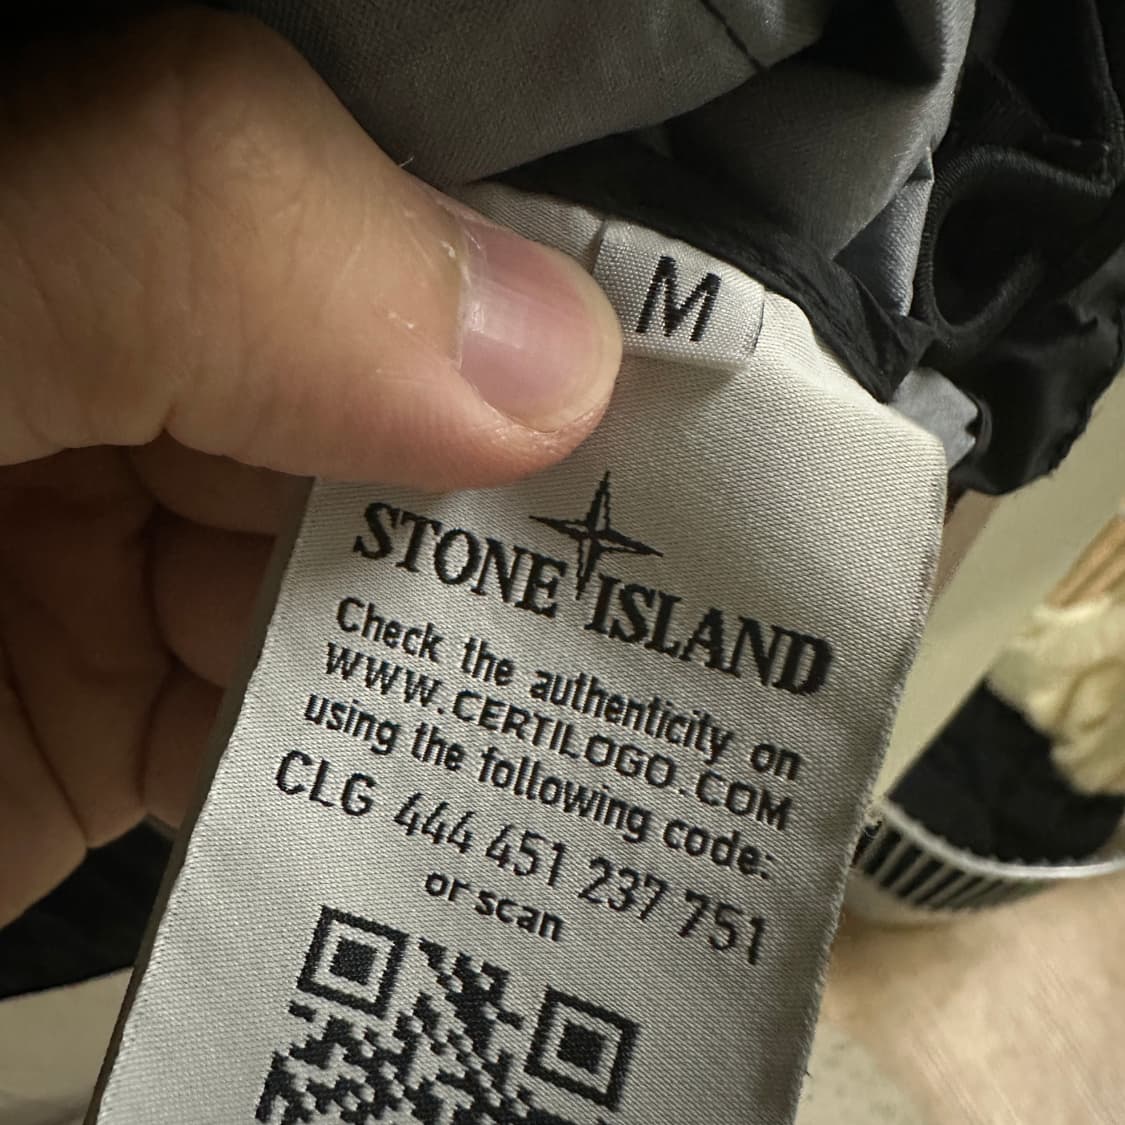 M
STONE ISLAND
Check the authenticity on
WWW.CERTILOGO.COM
using the following code:
CLG 444 451 237 751
or scan